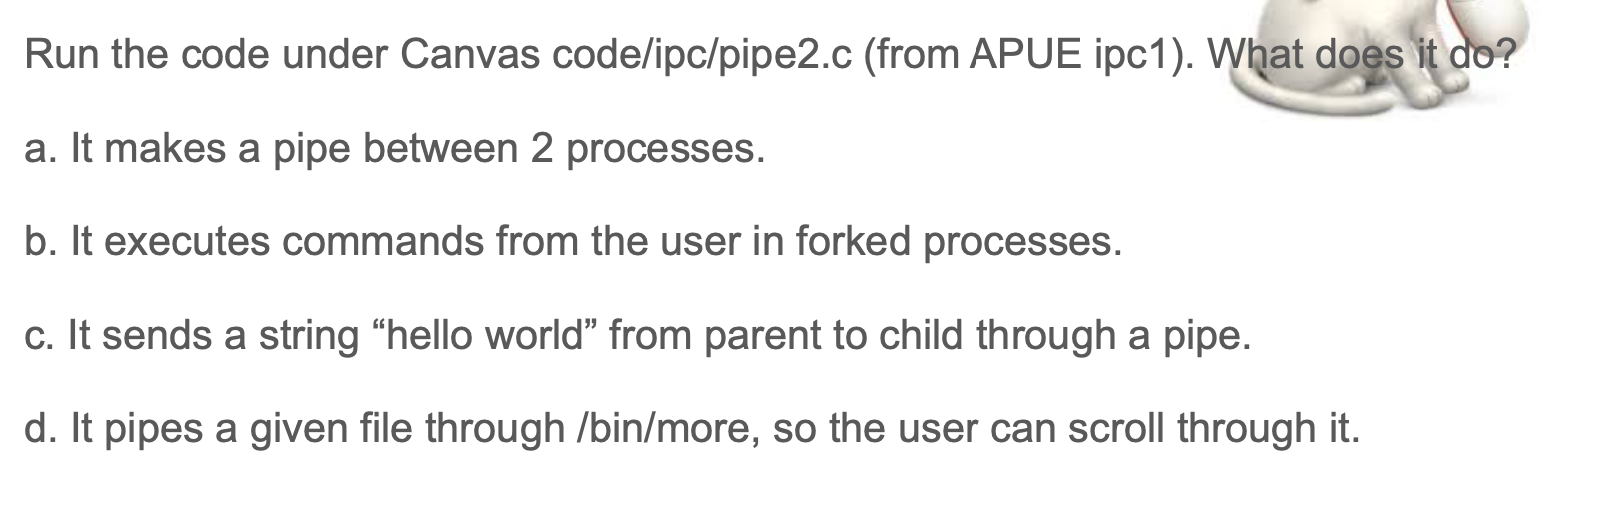 Run the code under Canvas code/ipc/pipe2.c (from APUE ipc1). What does it do?
a. It makes a pipe between 2 processes.
b. It executes commands from the user in forked processes.
c. It sends a string “hello world” from parent to child through a pipe.
d. It pipes a given file through /bin/more, so the user can scroll through it.